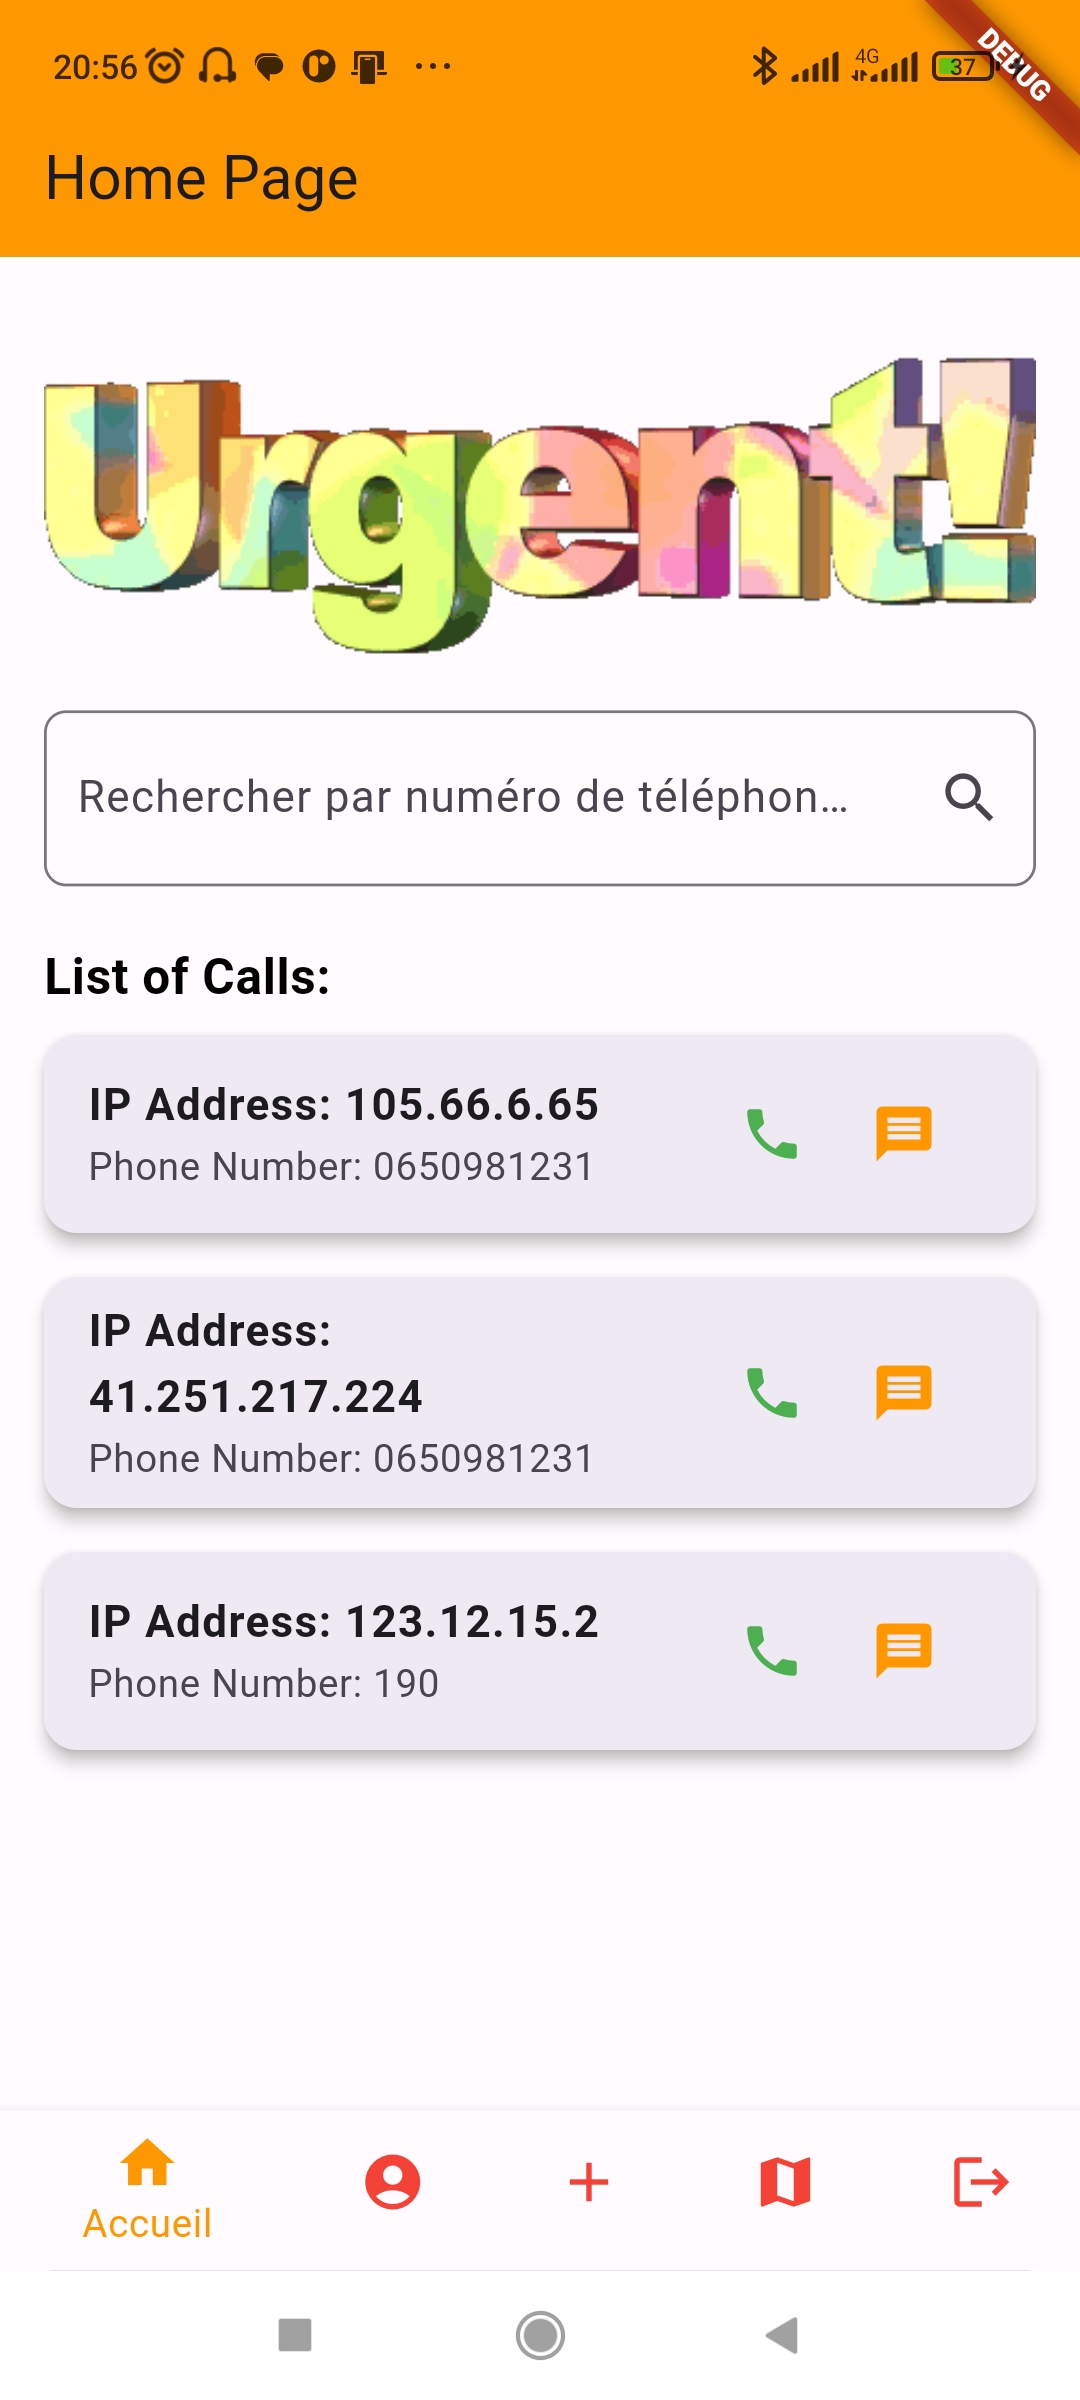 20:56
4G
37
DEBUG
Home Page
Urgent!
Rechercher par numéro de téléphon...
List of Calls:
IP Address: 105.66.6.65
Phone Number: 0650981231
IP Address:
41.251.217.224
Phone Number: 0650981231
IP Address: 123.12.15.2
Phone Number: 190
Accueil